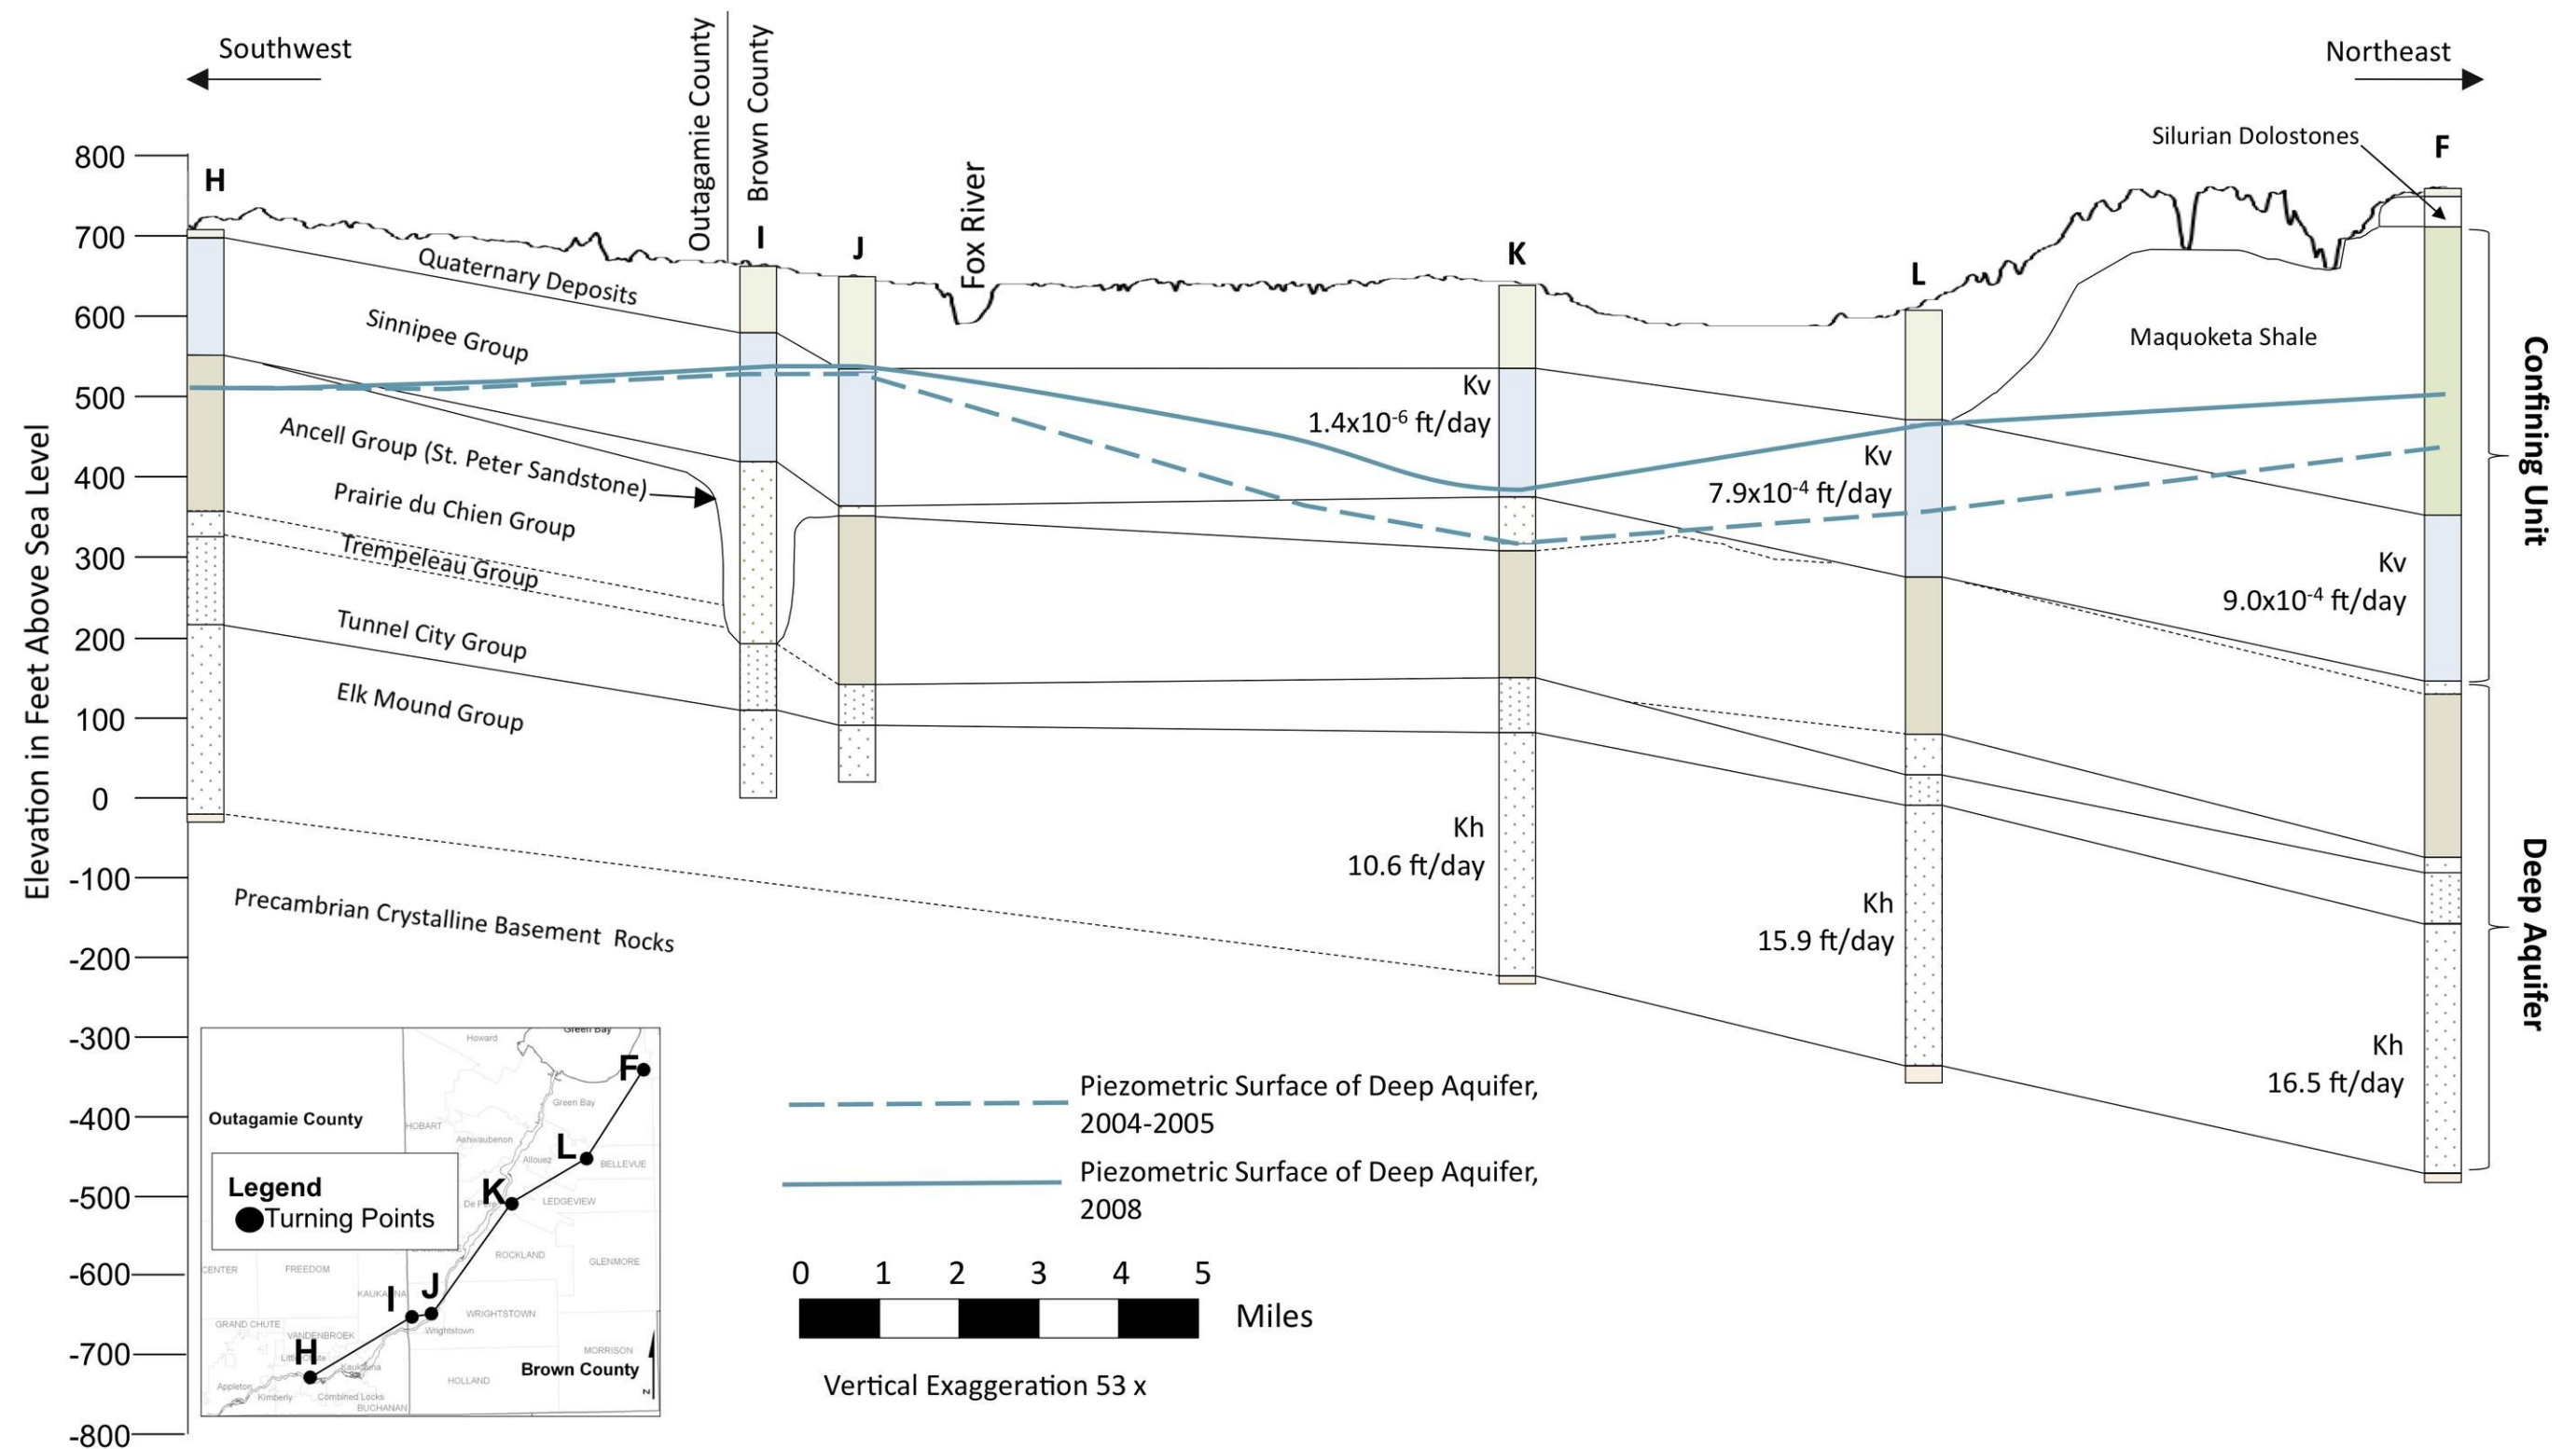 Southwest
Northeast
Outagamie County
Brown County
Fox River
Silurian Dolostones
H
I
J
K
L
F
Elevation in Feet Above Sea Level
800
700
600
500
400
300
200
100
0
-100
-200
-300
-400
-500
-600
-700
-800
Quaternary Deposits
Sinnipee Group
Ancell Group (St. Peter Sandstone)
Prairie du Chien Group
Trempeleau Group
Tunnel City Group
Elk Mound Group
Precambrian Crystalline Basement Rocks
Maquoketa Shale
Kv
1.4x10-6 ft/day
Kv
7.9x10-4 ft/day
Kv
9.0x10-4 ft/day
Kh
10.6 ft/day
Kh
15.9 ft/day
Kh
16.5 ft/day
Confining Unit
Deep Aquifer
Green Bay
Howard
F
Green Bay
Outagamie County
HOBART
Ashwaubenon
L
Allouez
BELLEVUE
Legend
Turning Points
K
LEDGEVIEW
ROCKLAND
GLENMORE
CENTER
FREEDOM
I
J
WRIGHTSTOWN
Wrightstown
GRAND CHUTE
VANDENBROEK
H
Kaukauna
MORRISON
Brown County
HOLLAND
Appleton
Kimberly
Combined Locks
BUCHANAN
N
Piezometric Surface of Deep Aquifer,
2004-2005
Piezometric Surface of Deep Aquifer,
2008
0 1 2 3 4 5
Miles
Vertical Exaggeration 53 x